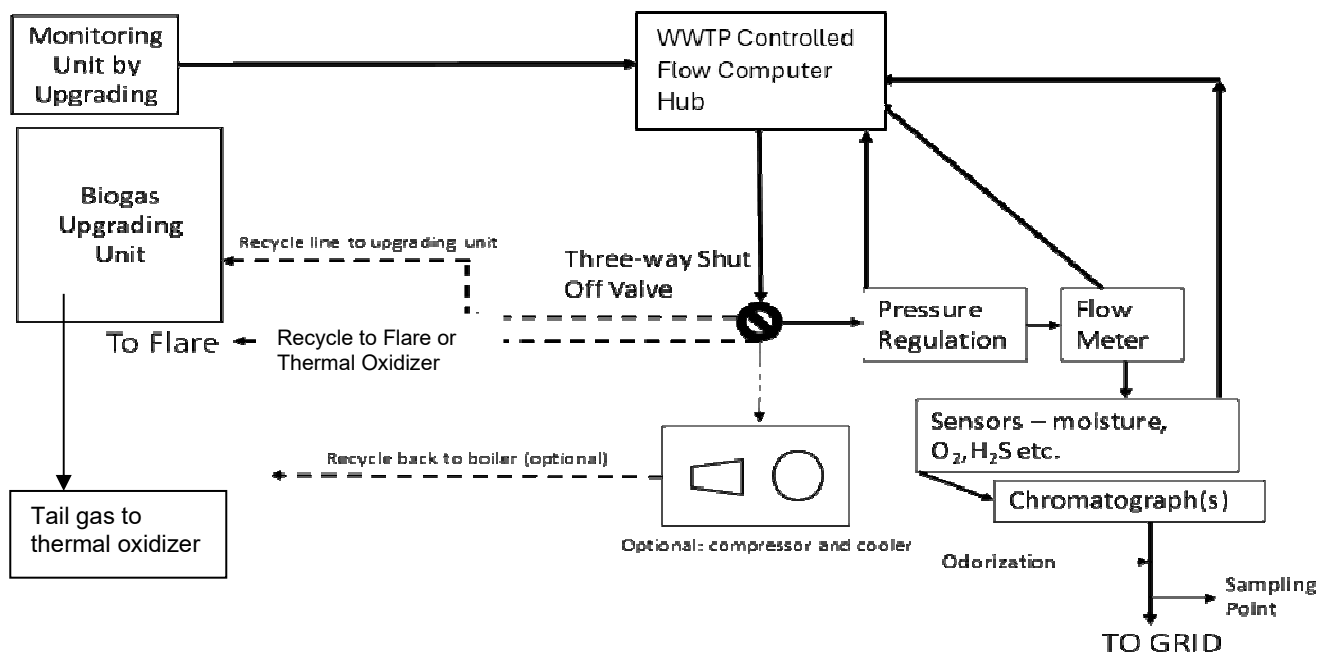 Monitoring
Unit by
Upgrading
WWTP Controlled
Flow Computer
Hub
Biogas
Upgrading
Unit
Recycle line to upgrading unit
Three-way Shut
Off Valve
To Flare
Recycle to Flare or
Thermal Oxidizer
Pressure
Regulation
Flow
Meter
Sensors – moisture,
O₂, H₂S etc.
Recycle back to boiler (optional)
Chromatograph(s)
Tail gas to
thermal oxidizer
Optional: compressor and cooler
Odorization
Sampling
Point
TO GRID